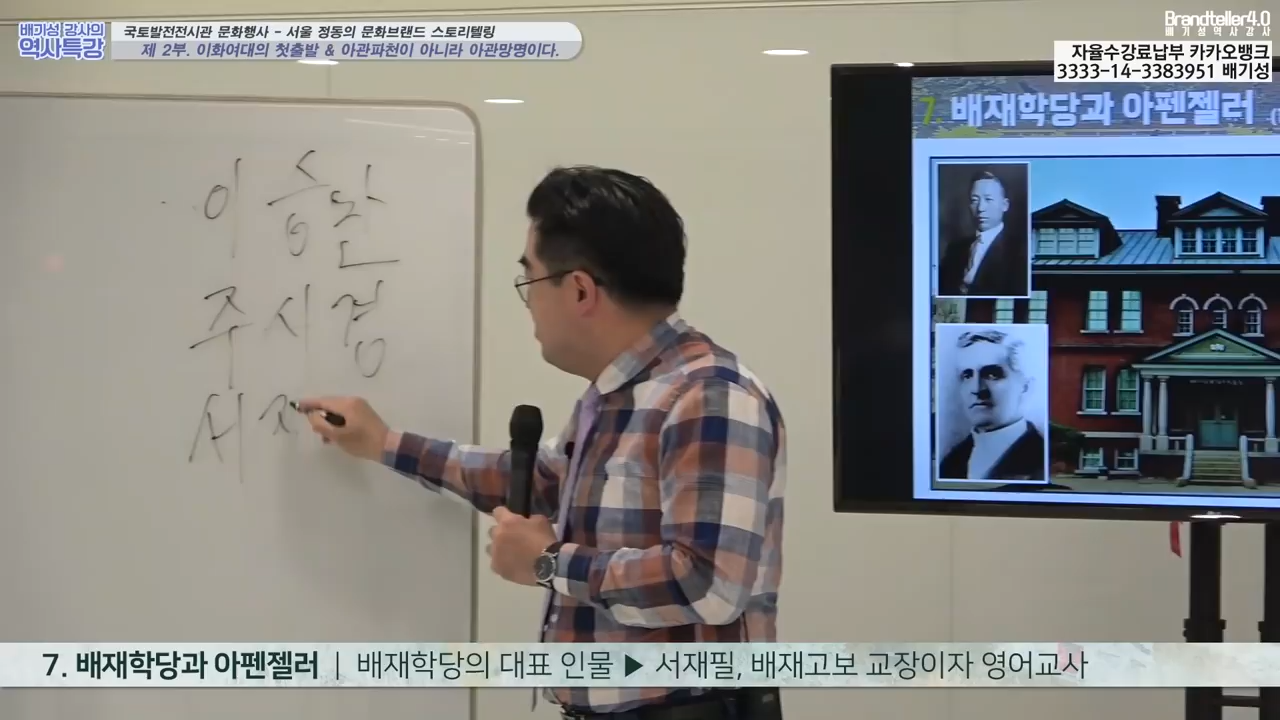 배기성 강사의
역사특강
국토발전전시관 문화행사 - 서울 정동의 문화브랜드 스토리텔링
제 2부. 이화여대의 첫출발 & 아관파천이 아니라 아관망명이다.
Brandteller4.0
배기성역사강사
자율수강료납부 카카오뱅크
3333-14-3383951 배기성
7. 배재학당과 아펜젤러
이승만
주시경
서재
7. 배재학당과 아펜젤러 | 배재학당의 대표 인물 ▶ 서재필, 배재고보 교장이자 영어교사